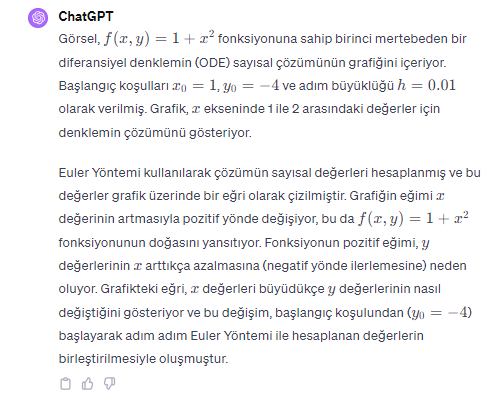 ChatGPT
Görsel, f(x, y) = 1 + x² fonksiyonuna sahip birinci mertebeden bir
diferansiyel denklemin (ODE) sayısal çözümünün grafiğini içeriyor.
Başlangıç koşulları x₀ = 1, y₀ = −4 ve adım büyüklüğü h = 0.01
olarak verilmiş. Grafik, x ekseninde 1 ile 2 arasındaki değerler için
denklemin çözümünü gösteriyor.
Euler Yöntemi kullanılarak çözümün sayısal değerleri hesaplanmış ve bu
değerler grafik üzerinde bir eğri olarak çizilmiştir. Grafiğin eğimi x
değerinin artmasıyla pozitif yönde değişiyor, bu da f(x, y) = 1 + x²
fonksiyonunun doğasını yansıtıyor. Fonksiyonun pozitif eğimi, y
değerlerinin x arttıkça azalmasına (negatif yönde ilerlemesine) neden
oluyor. Grafikteki eğri, x değerleri büyüdükçe y değerlerinin nasıl
değiştiğini gösteriyor ve bu değişim, başlangıç koşulundan (y₀ = −4)
başlayarak adım adım Euler Yöntemi ile hesaplanan değerlerin
birleştirilmesiyle oluşmuştur.